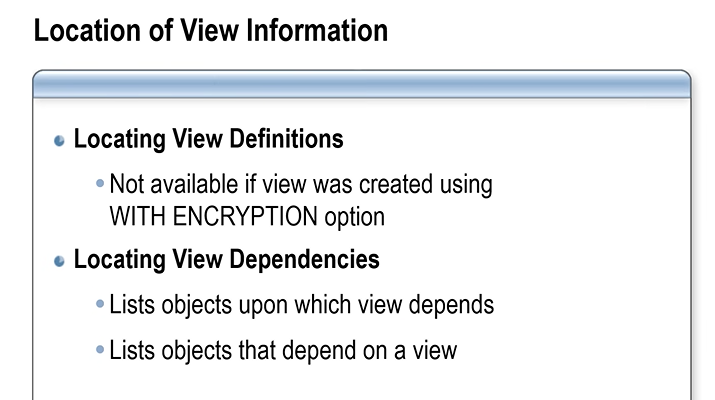 Location of View Information
Locating View Definitions
Not available if view was created using
WITH ENCRYPTION option
Locating View Dependencies
Lists objects upon which view depends
Lists objects that depend on a view